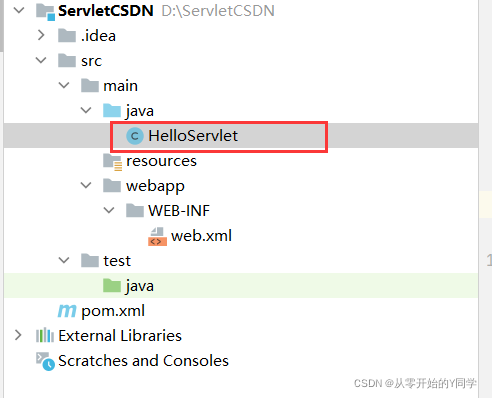 ServletCSDN D:\ServletCSDN
.idea
src
main
java
C HelloServlet
resources
webapp
WEB-INF
web.xml
test
java
m pom.xml
External Libraries
Scratches and Consoles
CSDN @从零开始的Y同学